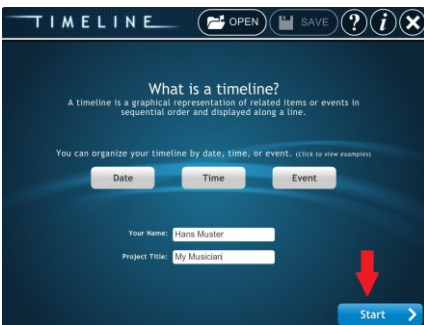 TIMELINE
OPEN
SAVE
?
i
X
What is a timeline?
A timeline is a graphical representation of related items or events in
sequential order and displayed along a line.
You can organize your timeline by date, time, or event. (Click to view examples)
Date
Time
Event
Your Name: Hans Muster
Project Title: My Musician
Start